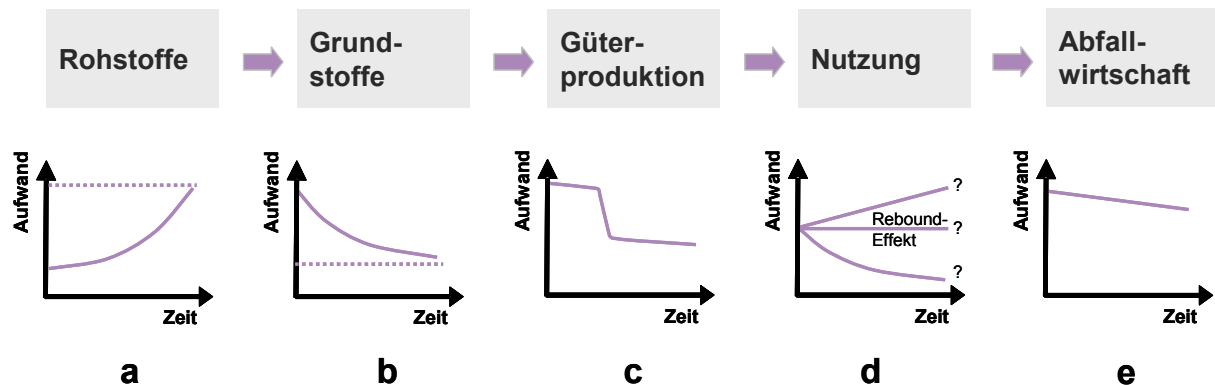 Rohstoffe
Grund-
stoffe
Güter-
produktion
Nutzung
Abfall-
wirtschaft
Aufwand
Zeit
a
Aufwand
Zeit
b
Aufwand
Zeit
c
Aufwand
?
Rebound-
?
Effekt
?
Zeit
d
Aufwand
Zeit
e